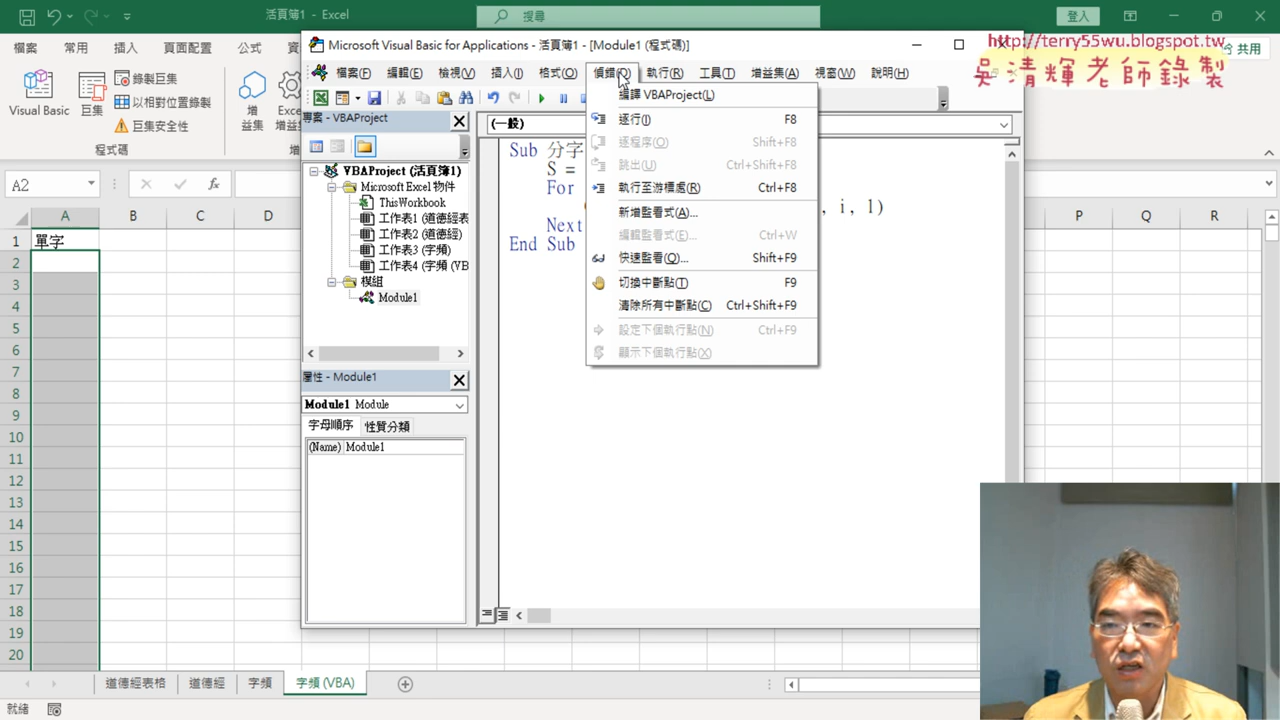 活頁簿1 - Excel
搜尋
登入
檔案 常用 插入 頁面配置 公式 資
共用
http://terry55wu.blogspot.tw
吳清輝老師錄製
Visual Basic
巨集
錄製巨集
以相對位置錄製
巨集安全性
程式碼
增益集
Excel
增益
增
A2
fx
A B C D P Q R
1 單字
2
3
4
5
6
7
8
9
10
11
12
13
14
15
16
17
18
19
20
Microsoft Visual Basic for Applications - 活頁簿1 - [Module1 (程式碼)]
檔案(F) 編輯(E) 檢視(V) 插入(I) 格式(O) 偵錯(D) 執行(R) 工具(T) 增益集(A) 視窗(W) 說明(H)
專案 - VBAProject
VBAProject (活頁簿1)
Microsoft Excel 物件
ThisWorkbook
工作表1 (道德經表
工作表2 (道德經)
工作表3 (字頻)
工作表4 (字頻 (VB
模組
Module1
屬性 - Module1
Module1 Module
字母順序 性質分類
(Name) Module1
(一般)
Sub 分字
S =
For
, i, 1)
Next
End Sub
編譯 VBAProject(L)
逐行(I) F8
逐程序(O) Shift+F8
跳出(U) Ctrl+Shift+F8
執行至游標處(R) Ctrl+F8
新增監看式(A)...
編輯監看式(E)... Ctrl+W
快速監看(Q)... Shift+F9
切換中斷點(T) F9
清除所有中斷點(C) Ctrl+Shift+F9
設定下個執行點(N) Ctrl+F9
顯示下個執行點(X)
道德經表格 道德經 字頻 字頻 (VBA)
就緒